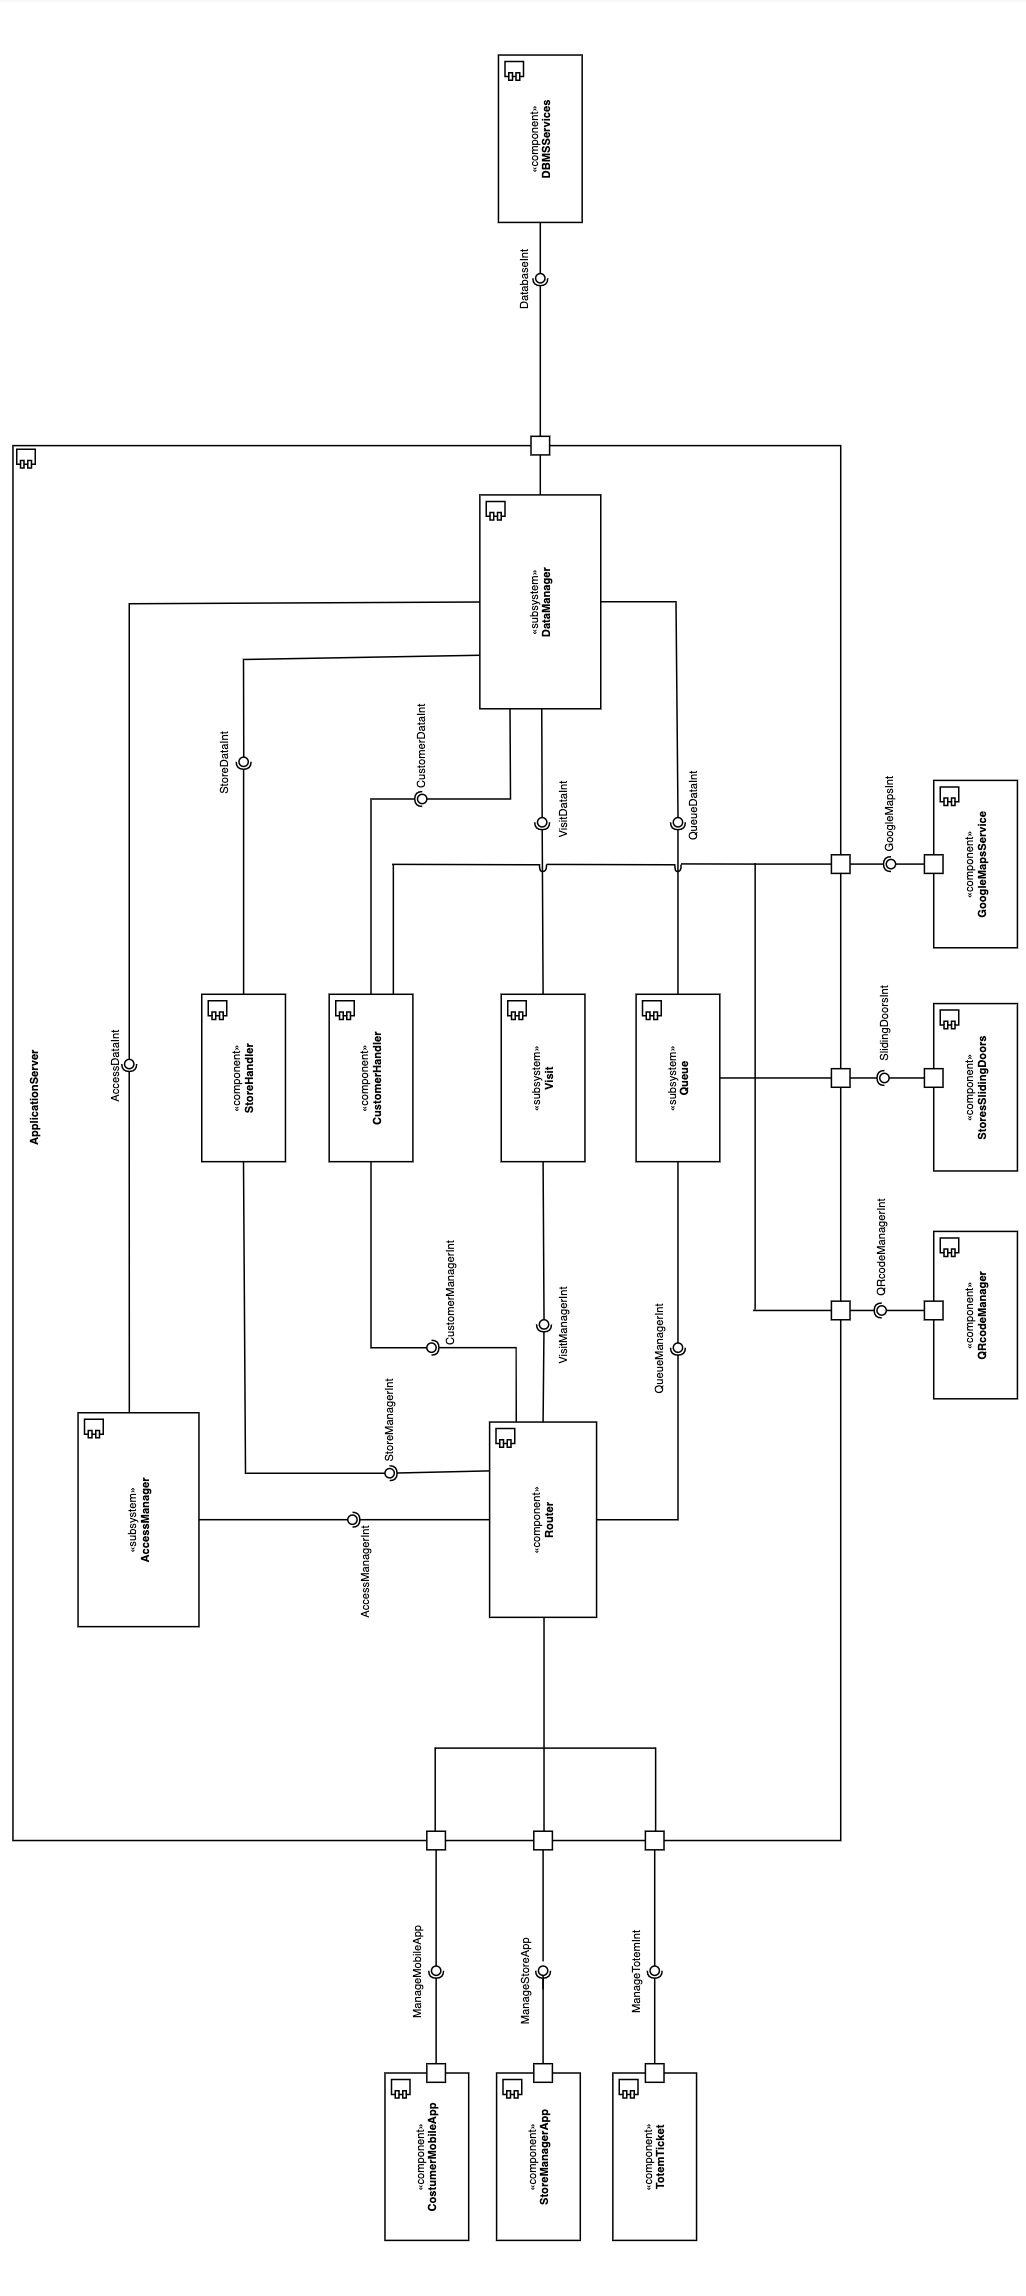 ApplicationServer
«component»
CostumerMobileApp
«component»
StoreManagerApp
«component»
TotemTicket
ManageMobileApp
ManageStoreApp
ManageTotemInt
«subsystem»
AccessManager
AccessManagerInt
«component»
Router
StoreManagerInt
CustomerManagerInt
VisitManagerInt
QueueManagerInt
AccessDataInt
«component»
StoreHandler
«component»
CustomerHandler
«subsystem»
Visit
«subsystem»
Queue
StoreDataInt
CustomerDataInt
VisitDataInt
QueueDataInt
«subsystem»
DataManager
DatabaseInt
«component»
DBMSServices
QRcodeManagerInt
«component»
QRcodeManager
SlidingDoorsInt
«component»
StoresSlidingDoors
GoogleMapsInt
«component»
GoogleMapsService